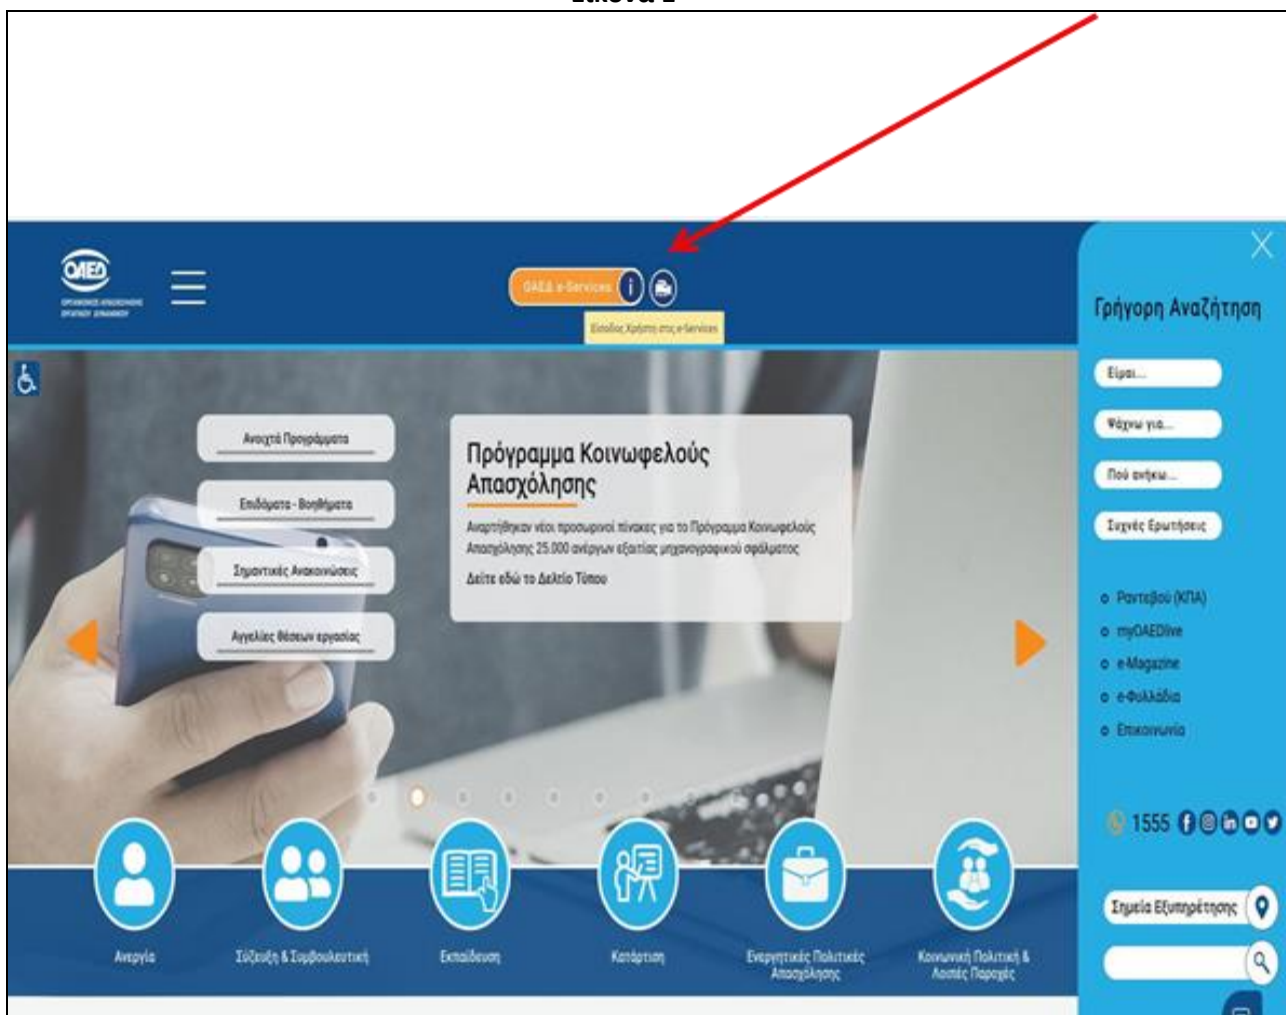 ΟΑΕΔ
ΟΑΕΔ e-Services
Είσοδος Χρήστη στις e-Services
Γρήγορη Αναζήτηση
Είμαι...
Ψάχνω για...
Πού ανήκω...
Συχνές Ερωτήσεις
Ανοιχτά Προγράμματα
Επιδόματα - Βοηθήματα
Σημαντικές Ανακοινώσεις
Αγγελίες θέσεων εργασίας
Πρόγραμμα Κοινωφελούς
Απασχόλησης
Αναρτήθηκαν νέοι προσωρινοί πίνακες για το Πρόγραμμα Κοινωφελούς
Απασχόλησης 25.000 ανέργων εξαιτίας μηχανογραφικού σφάλματος
Δείτε εδώ το Δελτίο Τύπου
Ραντεβού (ΚΠΑ)
myOAEDlive
e-Magazine
e-Φυλλάδια
Επικοινωνία
1555
Σημεία Εξυπηρέτησης
Ανεργία
Σύζευξη & Συμβουλευτική
Εκπαίδευση
Κατάρτιση
Ενεργητικές Πολιτικές
Απασχόλησης
Κοινωνική Πολιτική &
Λοιπές Παροχές